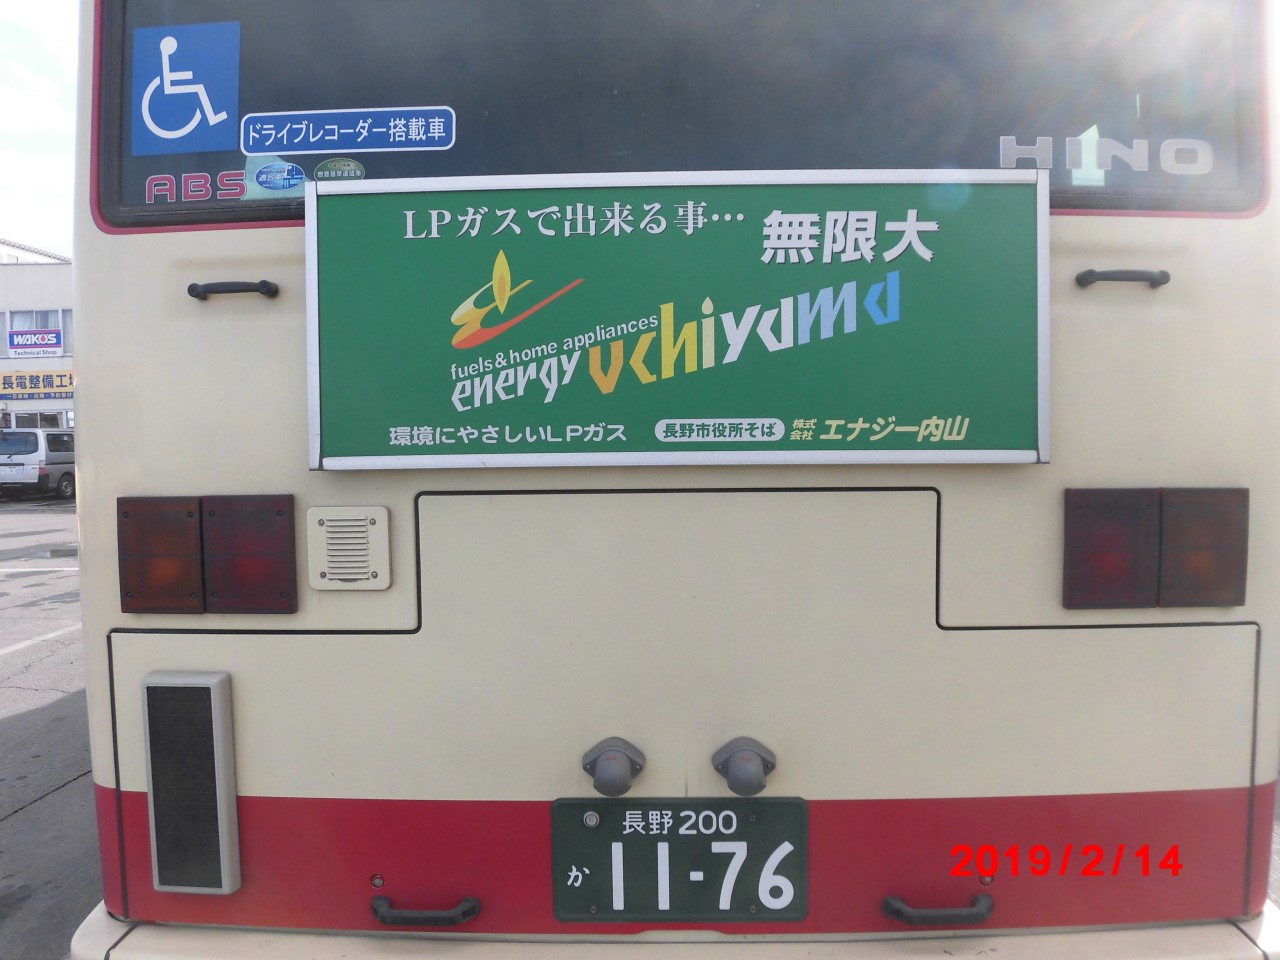 ドライブレコーダー搭載車
ABS
適合車
HINO
LPガスで出来る事…無限大
fuels & home appliances
energy uchiyama
環境にやさしいLPガス
長野市役所そば
株式会社 エナジー内山
WAKO'S
Technical Shop
長電整備工場
長野 200
か 11-76
2019/2/14